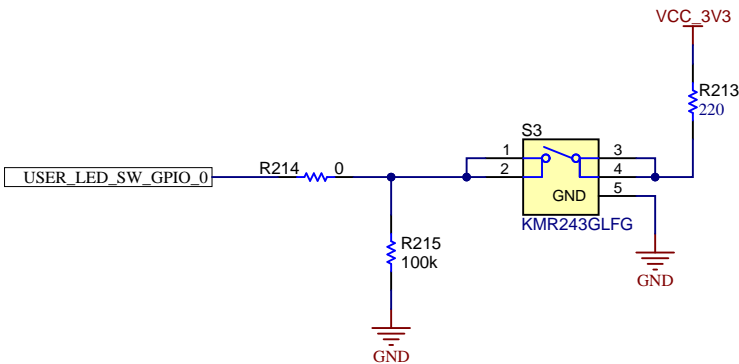 VCC_3V3
R213
220
S3
1
3
R214
0
2
4
USER_LED_SW_GPIO_0
5
GND
KMR243GLFG
R215
100k
GND
GND